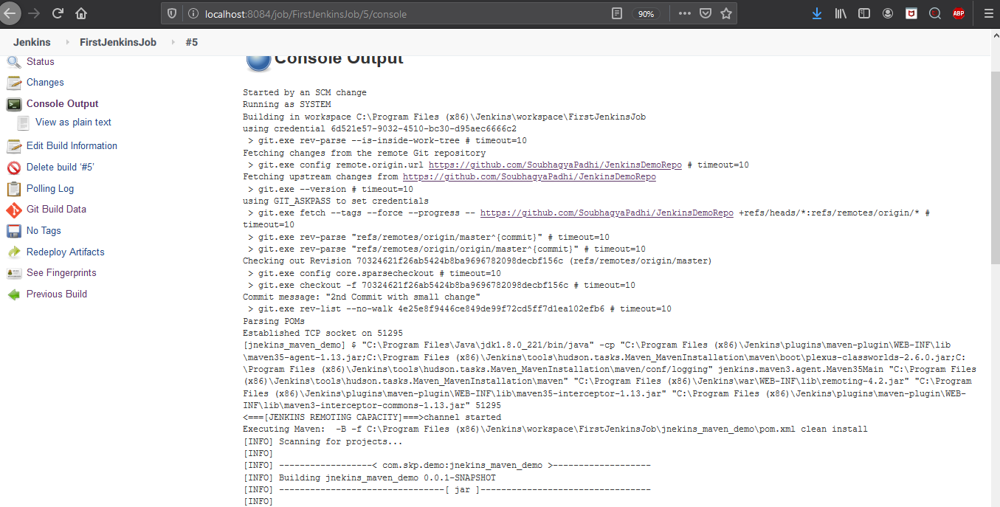 localhost:8084/job/FirstJenkinsJob/5/console
90%
ABP
Jenkins
FirstJenkinsJob
#5
Status
Changes
Console Output
View as plain text
Edit Build Information
Delete build ‘#5’
Polling Log
Git Build Data
No Tags
Redeploy Artifacts
See Fingerprints
Previous Build
Console Output
Started by an SCM change
Running as SYSTEM
Building in workspace C:\Program Files (x86)\Jenkins\workspace\FirstJenkinsJob
using credential 6d521e57-9032-4510-bc30-d95aec6666c2
> git.exe rev-parse --is-inside-work-tree # timeout=10
Fetching changes from the remote Git repository
> git.exe config remote.origin.url https://github.com/SoubhagyaPadhi/JenkinsDemoRepo # timeout=10
Fetching upstream changes from https://github.com/SoubhagyaPadhi/JenkinsDemoRepo
> git.exe --version # timeout=10
using GIT_ASKPASS to set credentials
> git.exe fetch --tags --force --progress -- https://github.com/SoubhagyaPadhi/JenkinsDemoRepo +refs/heads/*:refs/remotes/origin/* #
timeout=10
> git.exe rev-parse "refs/remotes/origin/master^{commit}" # timeout=10
> git.exe rev-parse "refs/remotes/origin/origin/master^{commit}" # timeout=10
Checking out Revision 70324621f26ab5424b8ba9696782098decbf156c (refs/remotes/origin/master)
> git.exe config core.sparsecheckout # timeout=10
> git.exe checkout -f 70324621f26ab5424b8ba9696782098decbf156c # timeout=10
Commit message: "2nd Commit with small change"
> git.exe rev-list --no-walk 4e25e8f9446ce849de99f72cd5ff7d1ea102efb6 # timeout=10
Parsing POMs
Established TCP socket on 51295
[jnekins_maven_demo] $ "C:\Program Files\Java\jdk1.8.0_221/bin/java" -cp "C:\Program Files (x86)\Jenkins\plugins\maven-plugin\WEB-INF\lib
\maven35-agent-1.13.jar;C:\Program Files (x86)\Jenkins\tools\hudson.tasks.Maven_MavenInstallation\maven\boot\plexus-classworlds-2.6.0.jar;C:
\Program Files (x86)\Jenkins\tools\hudson.tasks.Maven_MavenInstallation\maven/conf/logging" jenkins.maven3.agent.Maven35Main "C:\Program Files
(x86)\Jenkins\tools\hudson.tasks.Maven_MavenInstallation\maven" "C:\Program Files (x86)\Jenkins\war\WEB-INF\lib\remoting-4.2.jar" "C:\Program
Files (x86)\Jenkins\plugins\maven-plugin\WEB-INF\lib\maven35-interceptor-1.13.jar" "C:\Program Files (x86)\Jenkins\plugins\maven-plugin\WEB-
INF\lib\maven3-interceptor-commons-1.13.jar" 51295
<===[JENKINS REMOTING CAPACITY]===>channel started
Executing Maven:  -B -f C:\Program Files (x86)\Jenkins\workspace\FirstJenkinsJob\jnekins_maven_demo\pom.xml clean install
[INFO] Scanning for projects...
[INFO]
[INFO] ------------------< com.skp.demo:jnekins_maven_demo >-------------------
[INFO] Building jnekins_maven_demo 0.0.1-SNAPSHOT
[INFO] --------------------------------[ jar ]---------------------------------
[INFO]